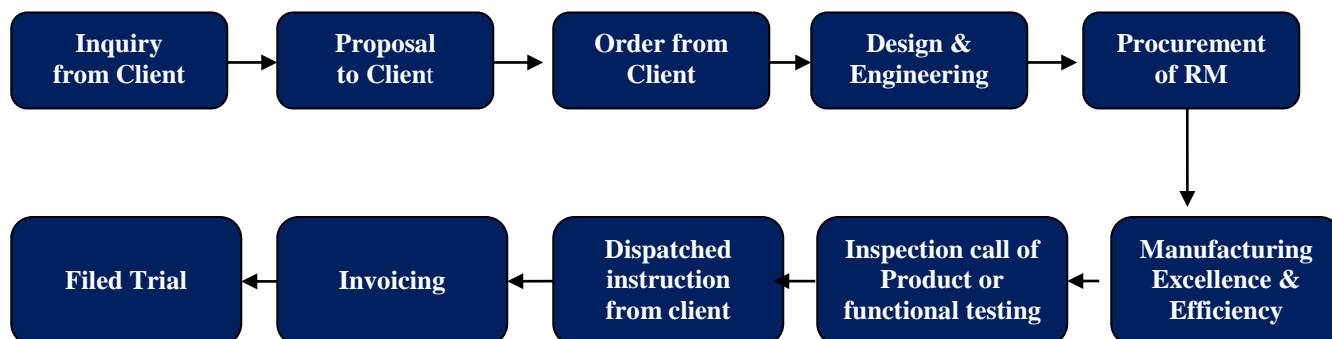 Inquiry
from Client
Proposal
to Client
Order from
Client
Design &
Engineering
Procurement
of RM
Filed Trial
Invoicing
Dispatched
instruction
from client
Inspection call of
Product or
functional testing
Manufacturing
Excellence &
Efficiency